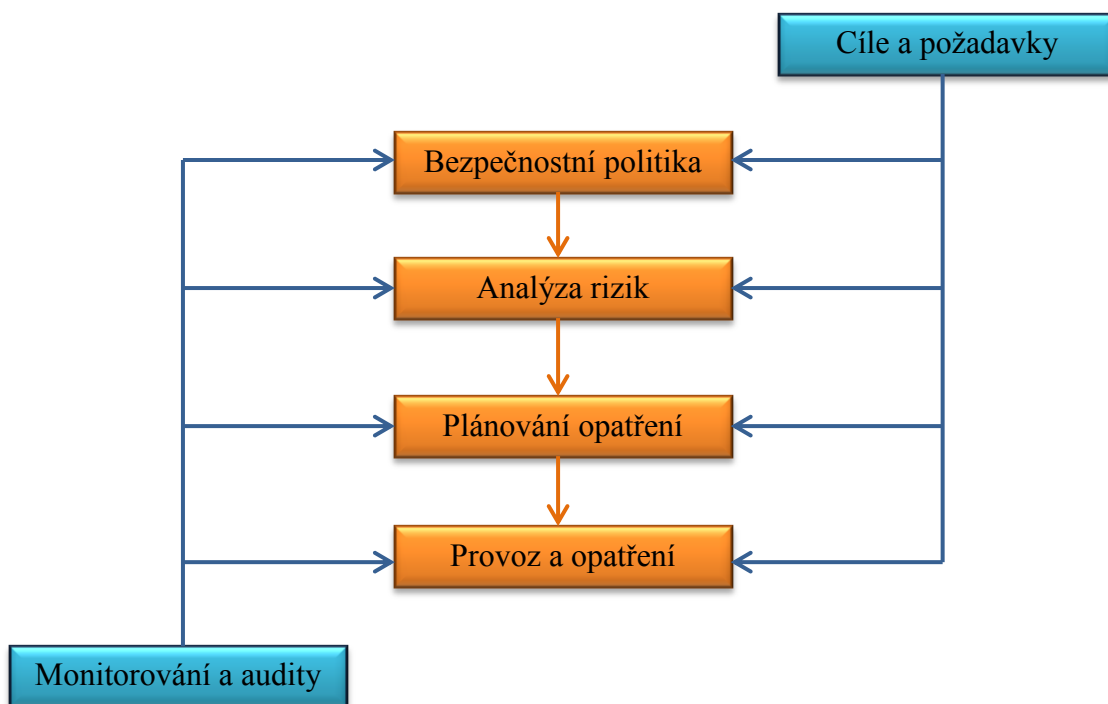 Cíle a požadavky
Bezpečnostní politika
Analýza rizik
Plánování opatření
Provoz a opatření
Monitorování a audity